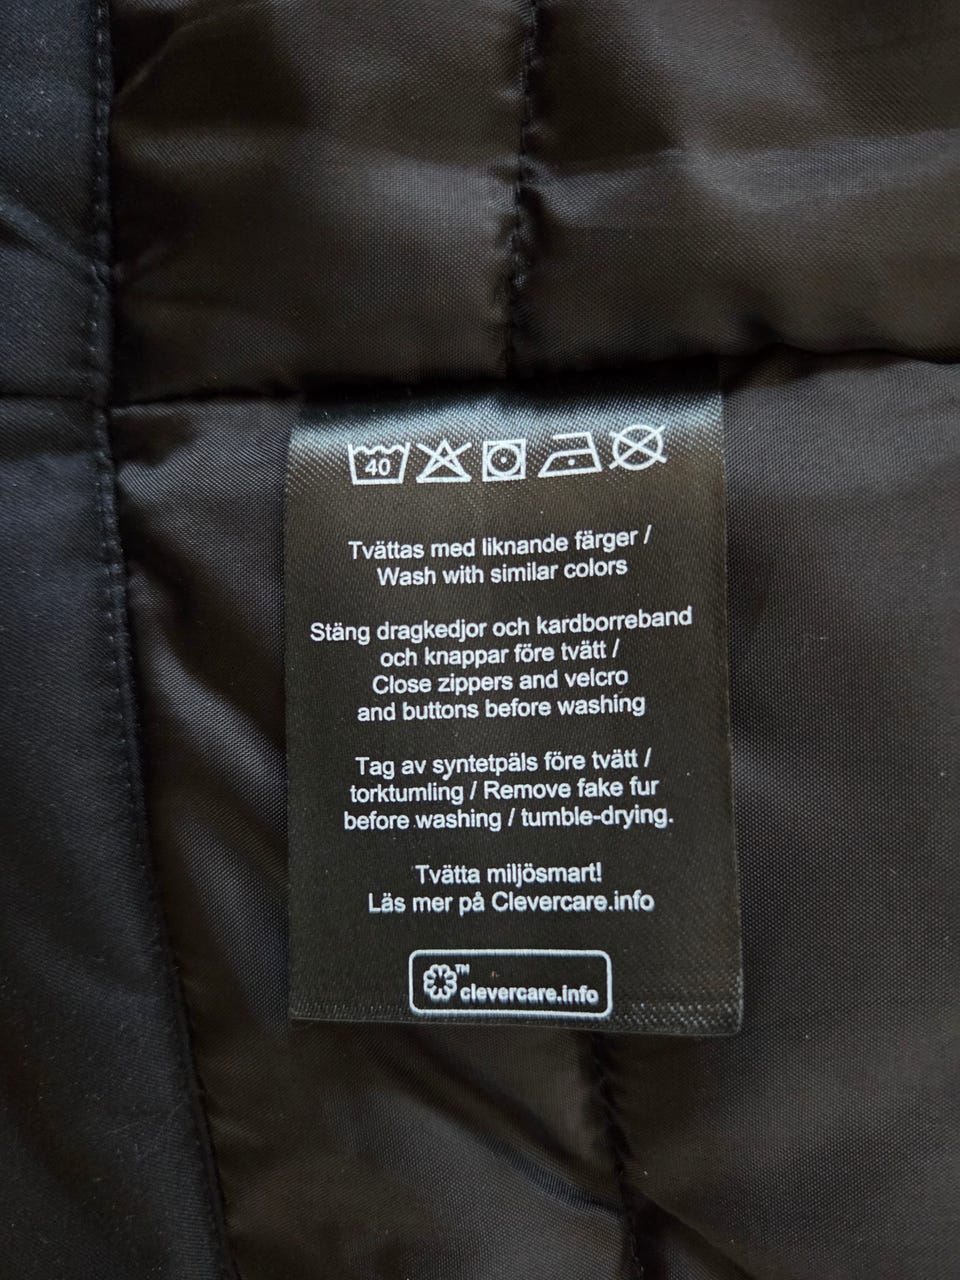 40
Tvättas med liknande färger /
Wash with similar colors
Stäng dragkedjor och kardborreband
och knappar före tvätt /
Close zippers and velcro
and buttons before washing
Tag av syntetpäls före tvätt /
torktumling / Remove fake fur
before washing / tumble-drying.
Tvätta miljösmart!
Läs mer på Clevercare.info
™
clevercare.info